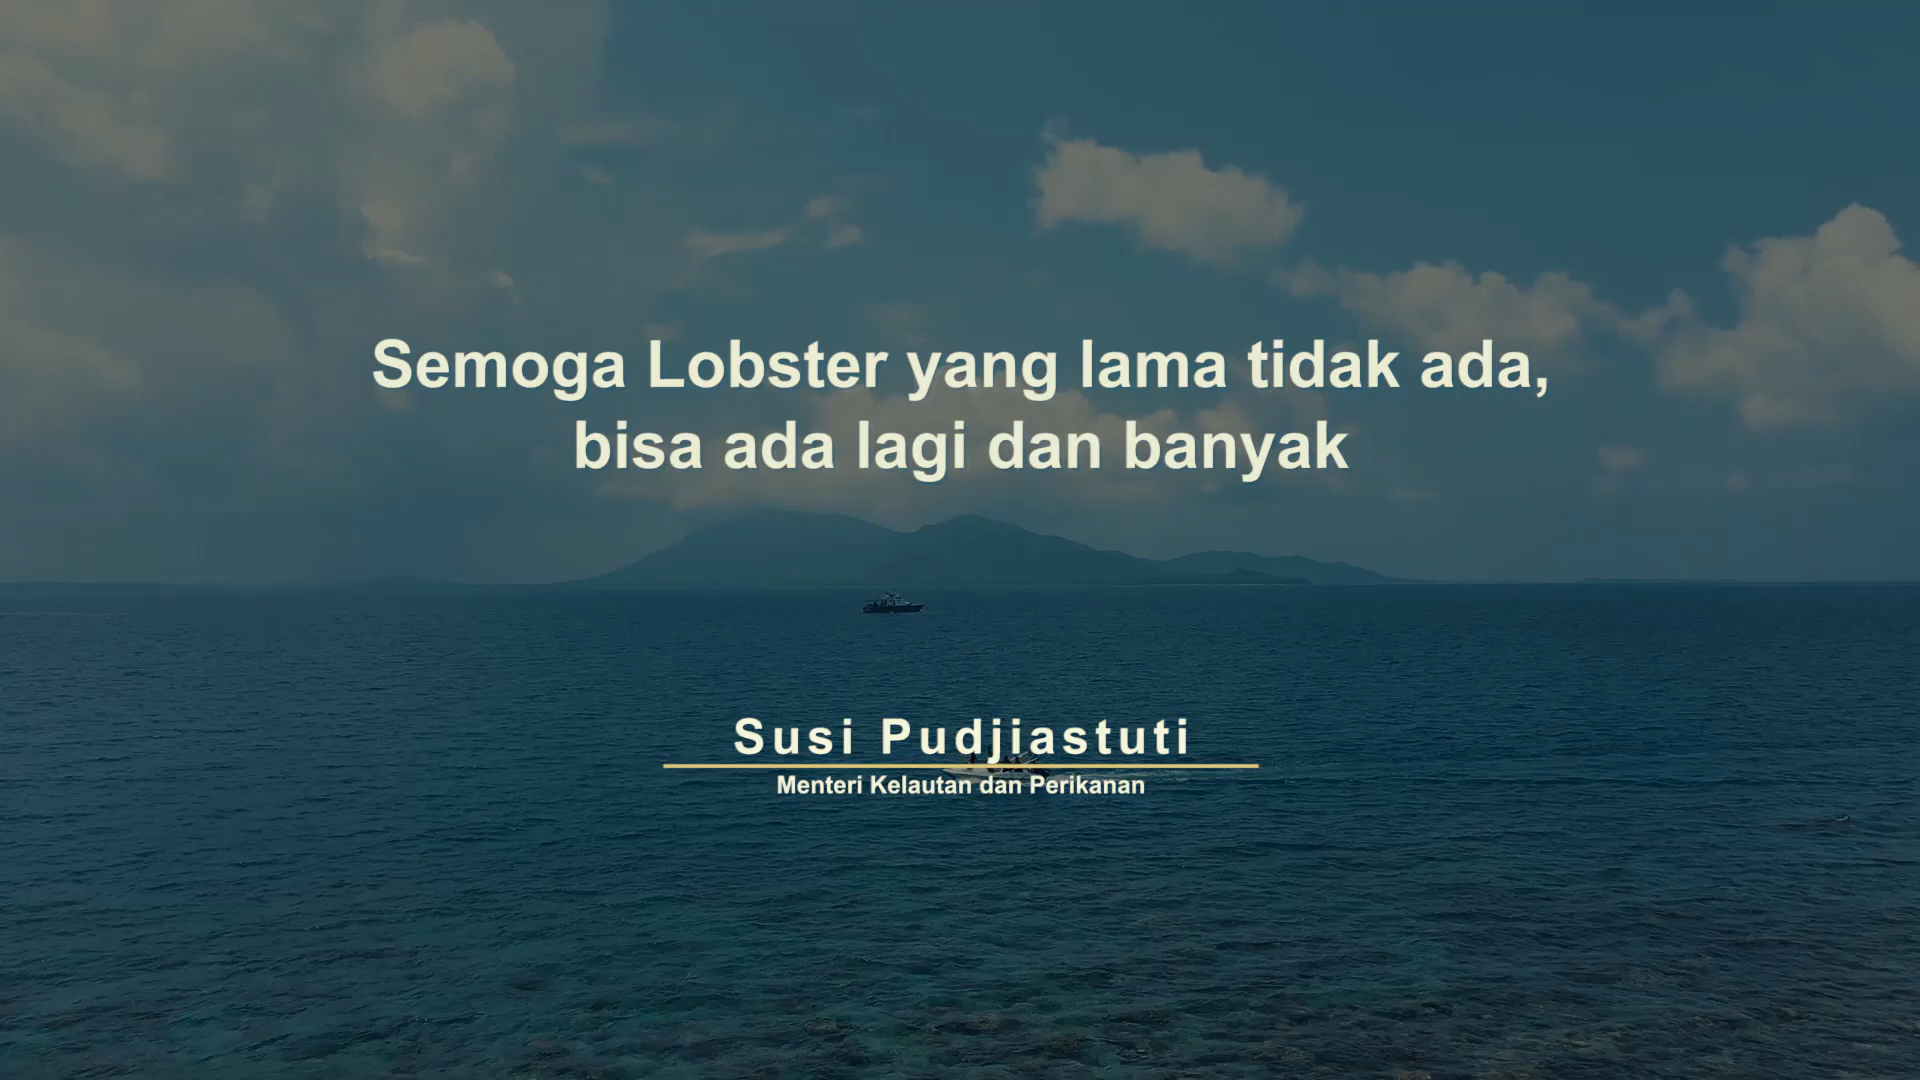 Semoga Lobster yang lama tidak ada,
bisa ada lagi dan banyak
Susi Pudjiastuti
Menteri Kelautan dan Perikanan